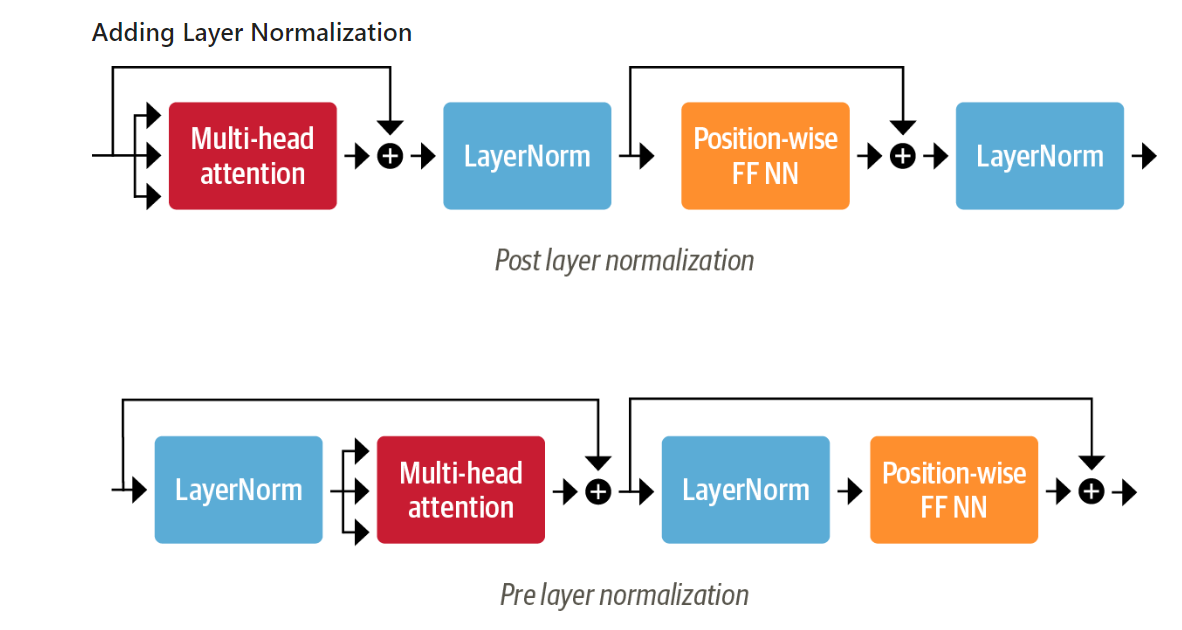 Adding Layer Normalization
Multi-head
attention
LayerNorm
Position-wise
FF NN
LayerNorm
Post layer normalization
LayerNorm
Multi-head
attention
LayerNorm
Position-wise
FF NN
Pre layer normalization